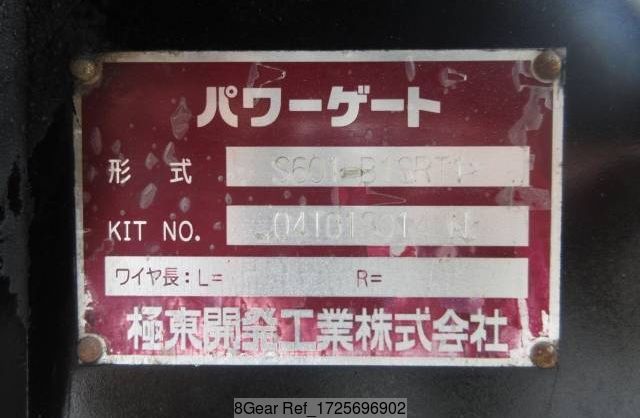 パワーゲート
形 式
KIT NO.
ワイヤ長：L= R=
極東開発工業株式会社
8Gear Ref_1725696902